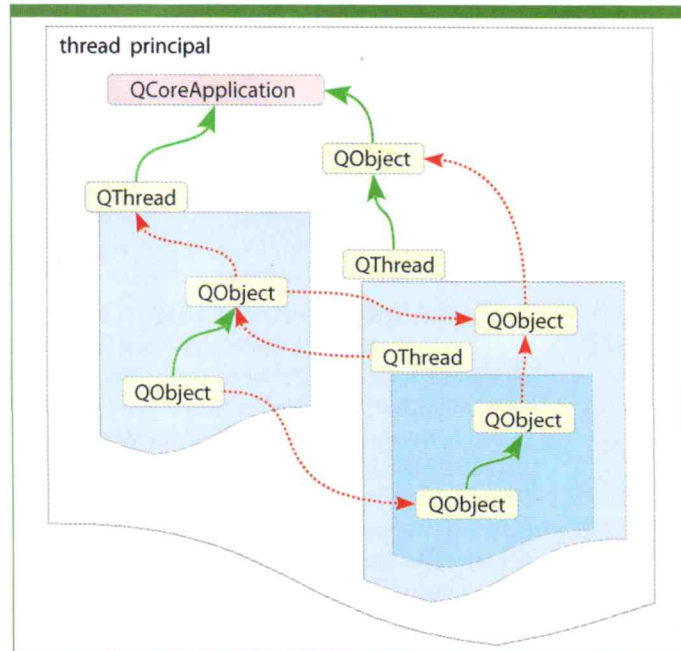 thread principal
QCoreApplication
QObject
QThread
QThread
QObject
QObject
QThread
QObject
QObject
QObject